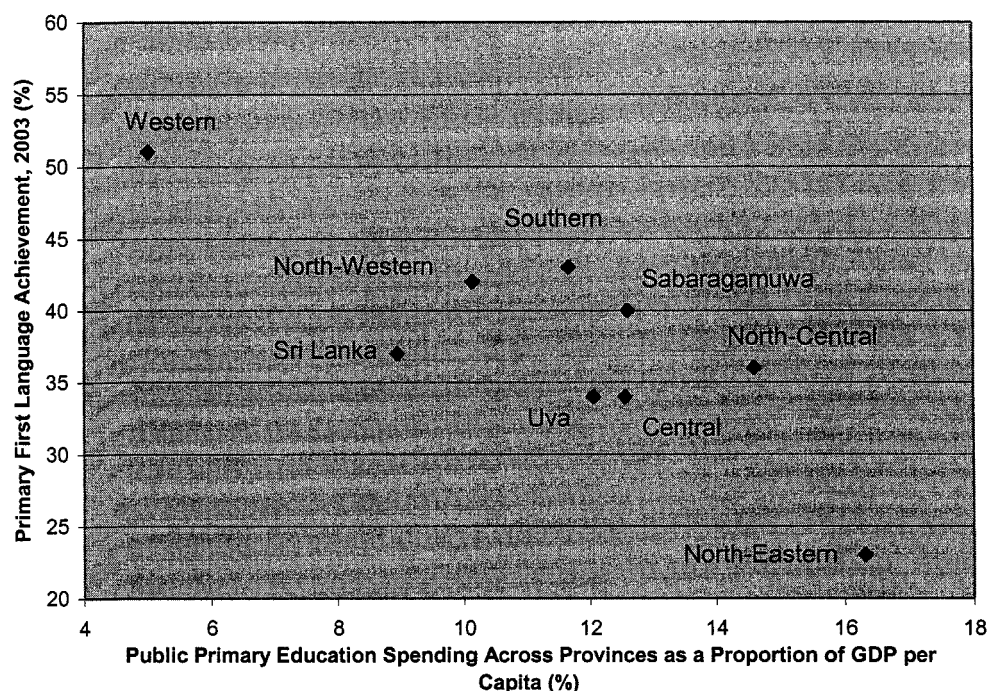 Primary First Language Achievement, 2003 (%)
60
55
50
45
40
35
30
25
20
Western
Southern
North-Western
Sabaragamuwa
North-Central
Sri Lanka
Uva
Central
North-Eastern
4 6 8 10 12 14 16 18
Public Primary Education Spending Across Provinces as a Proportion of GDP per
Capita (%)